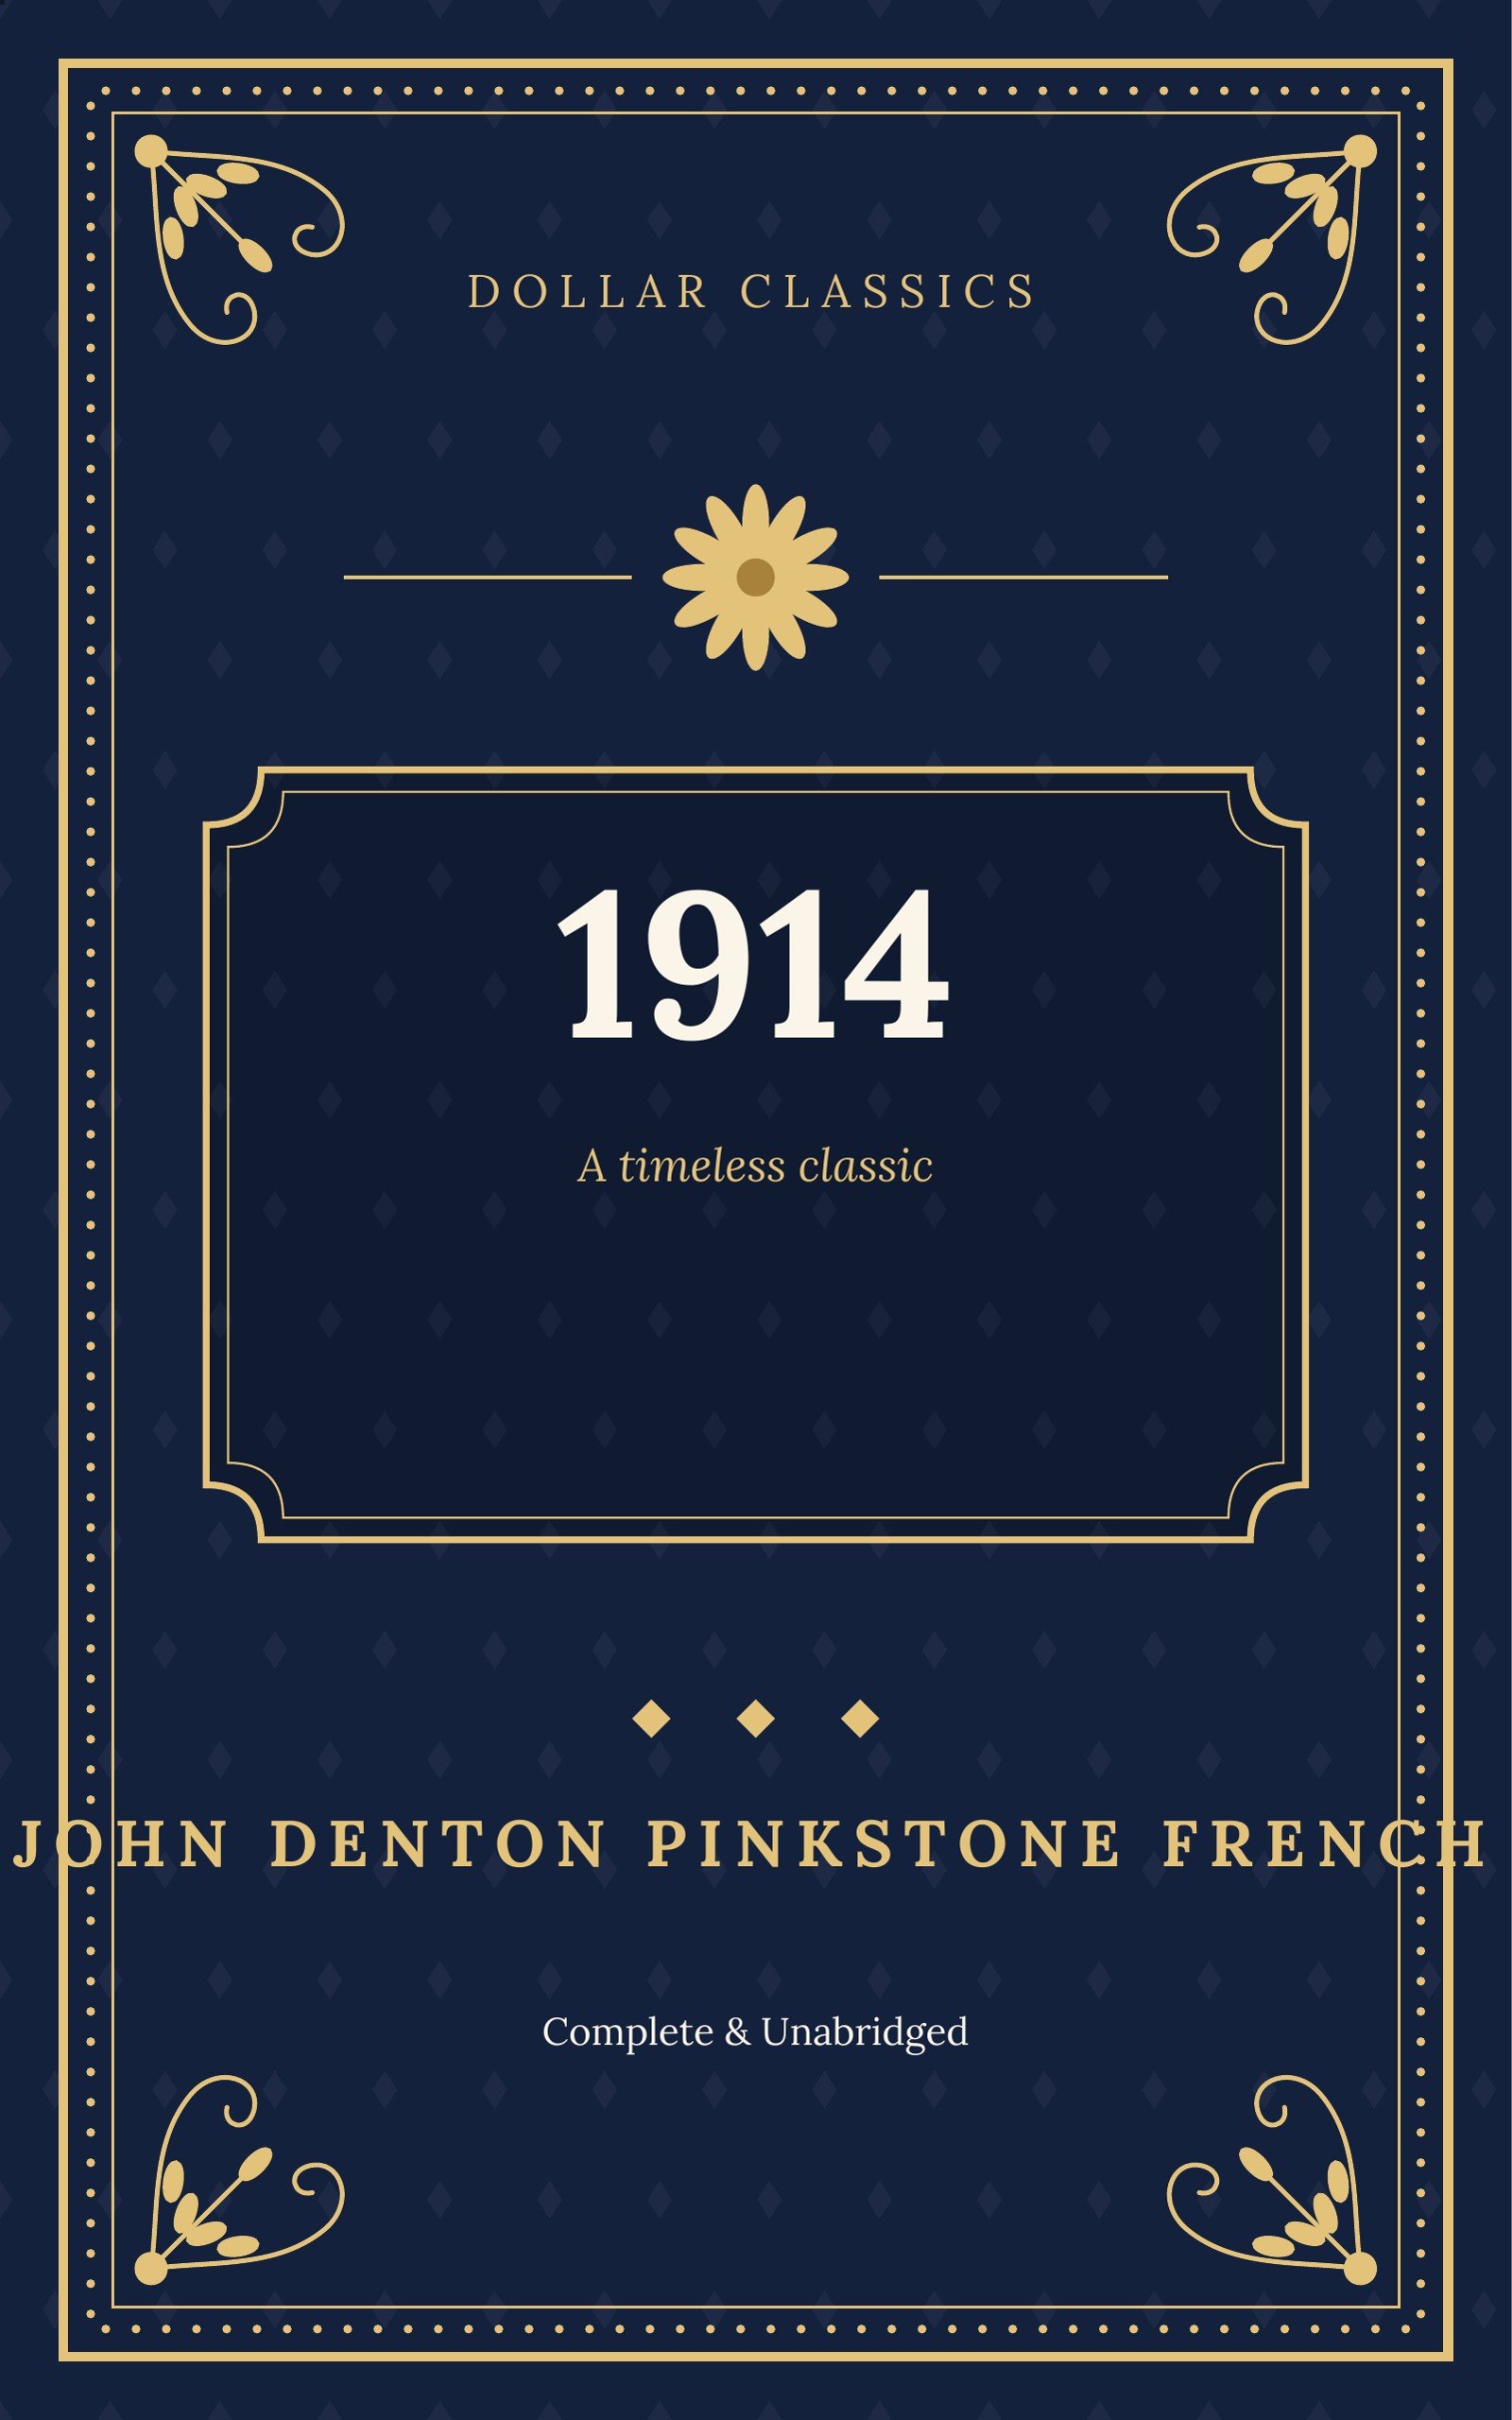 DOLLAR CLASSICS
1914
A timeless classic
JOHN DENTON PINKSTONE FRENCH
Complete & Unabridged